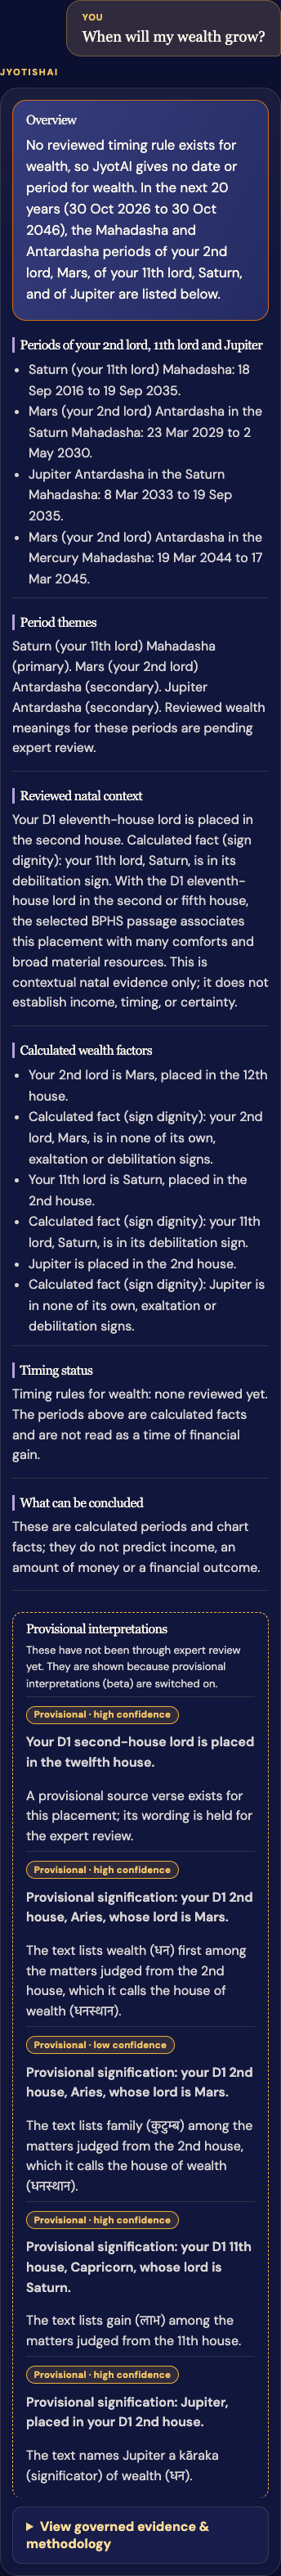 YOU
When will my wealth grow?
JYOTISHAI
Overview
No reviewed timing rule exists for
wealth, so JyotAI gives no date or
period for wealth. In the next 20
years (30 Oct 2026 to 30 Oct
2046), the Mahadasha and
Antardasha periods of your 2nd
lord, Mars, of your 11th lord, Saturn,
and of Jupiter are listed below.
Periods of your 2nd lord, 11th lord and Jupiter
• Saturn (your 11th lord) Mahadasha: 18
Sep 2016 to 19 Sep 2035.
• Mars (your 2nd lord) Antardasha in the
Saturn Mahadasha: 23 Mar 2029 to 2
May 2030.
• Jupiter Antardasha in the Saturn
Mahadasha: 8 Mar 2033 to 19 Sep
2035.
• Mars (your 2nd lord) Antardasha in the
Mercury Mahadasha: 19 Mar 2044 to 17
Mar 2045.
Period themes
Saturn (your 11th lord) Mahadasha
(primary). Mars (your 2nd lord)
Antardasha (secondary). Jupiter
Antardasha (secondary). Reviewed wealth
meanings for these periods are pending
expert review.
Reviewed natal context
Your D1 eleventh-house lord is placed in
the second house. Calculated fact (sign
dignity): your 11th lord, Saturn, is in its
debilitation sign. With the D1 eleventh-
house lord in the second or fifth house,
the selected BPHS passage associates
this placement with many comforts and
broad material resources. This is
contextual natal evidence only; it does not
establish income, timing, or certainty.
Calculated wealth factors
• Your 2nd lord is Mars, placed in the 12th
house.
• Calculated fact (sign dignity): your 2nd
lord, Mars, is in none of its own,
exaltation or debilitation signs.
• Your 11th lord is Saturn, placed in the
2nd house.
• Calculated fact (sign dignity): your 11th
lord, Saturn, is in its debilitation sign.
• Jupiter is placed in the 2nd house.
• Calculated fact (sign dignity): Jupiter is
in none of its own, exaltation or
debilitation signs.
Timing status
Timing rules for wealth: none reviewed yet.
The periods above are calculated facts
and are not read as a time of financial
gain.
What can be concluded
These are calculated periods and chart
facts; they do not predict income, an
amount of money or a financial outcome.
Provisional interpretations
These have not been through expert review
yet. They are shown because provisional
interpretations (beta) are switched on.
Provisional · high confidence
Your D1 second-house lord is placed
in the twelfth house.
A provisional source verse exists for
this placement; its wording is held for
the expert review.
Provisional · high confidence
Provisional signification: your D1 2nd
house, Aries, whose lord is Mars.
The text lists wealth (धन) first among
the matters judged from the 2nd
house, which it calls the house of
wealth (धनस्थान).
Provisional · low confidence
Provisional signification: your D1 2nd
house, Aries, whose lord is Mars.
The text lists family (कुटुम्ब) among the
matters judged from the 2nd house,
which it calls the house of wealth
(धनस्थान).
Provisional · high confidence
Provisional signification: your D1 11th
house, Capricorn, whose lord is
Saturn.
The text lists gain (लाभ) among the
matters judged from the 11th house.
Provisional · high confidence
Provisional signification: Jupiter,
placed in your D1 2nd house.
The text names Jupiter a kāraka
(significator) of wealth (धन).
▶ View governed evidence &
methodology